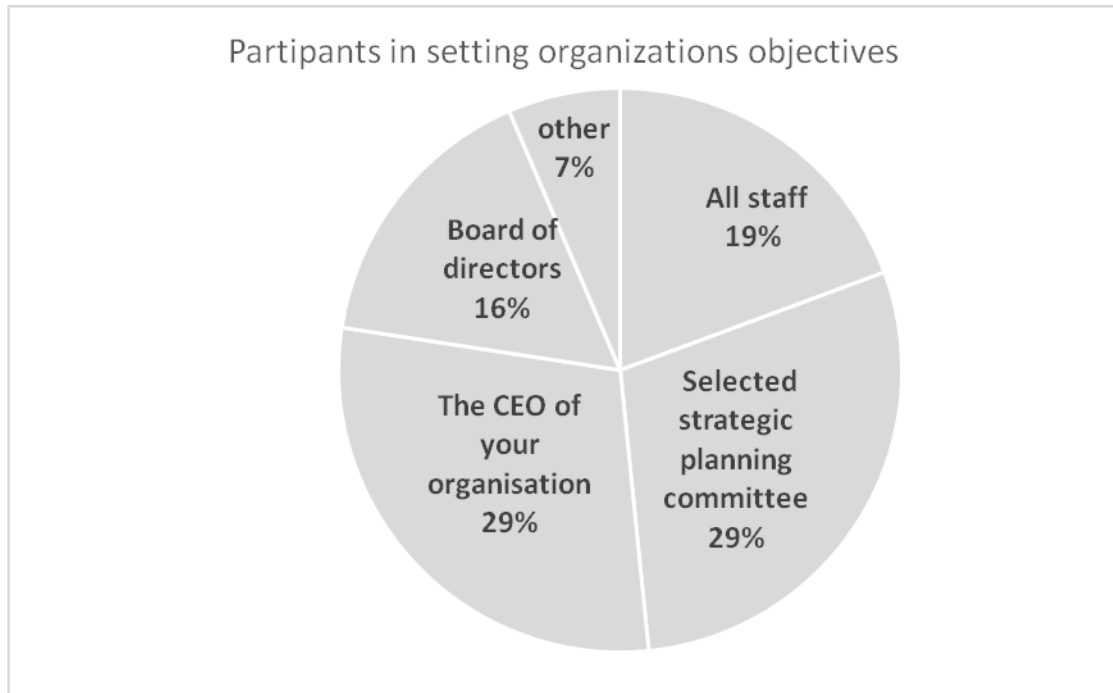 Partipants in setting organizations objectives
other
7%
All staff
19%
Board of
directors
16%
Selected
strategic
planning
committee
29%
The CEO of
your
organisation
29%